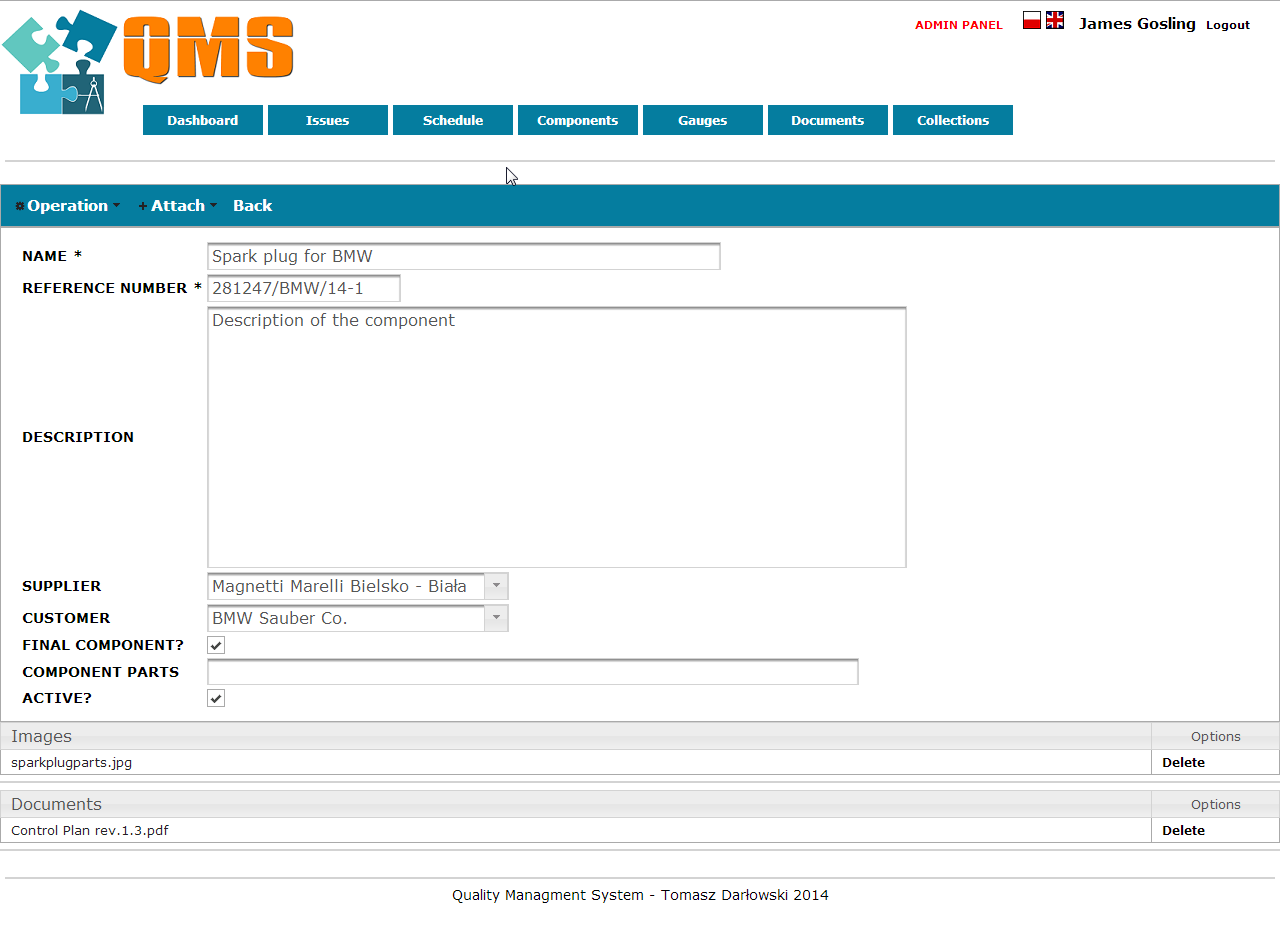 QMS
ADMIN PANEL James Gosling Logout
Dashboard Issues Schedule Components Gauges Documents Collections
Operation Attach Back
NAME * Spark plug for BMW
REFERENCE NUMBER * 281247/BMW/14-1
DESCRIPTION Description of the component
SUPPLIER Magnetti Marelli Bielsko - Biała
CUSTOMER BMW Sauber Co.
FINAL COMPONENT?
COMPONENT PARTS
ACTIVE?
Images Options
sparkplugparts.jpg Delete
Documents Options
Control Plan rev.1.3.pdf Delete
Quality Managment System - Tomasz Darłowski 2014